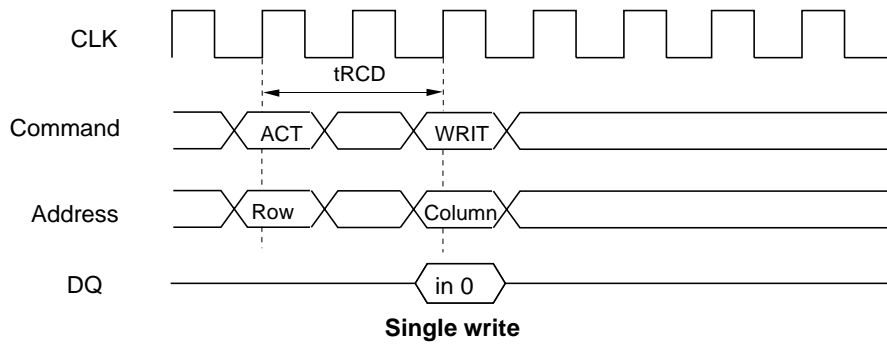 CLK
tRCD
Command ACT WRIT
Address Row Column
DQ in 0
Single write